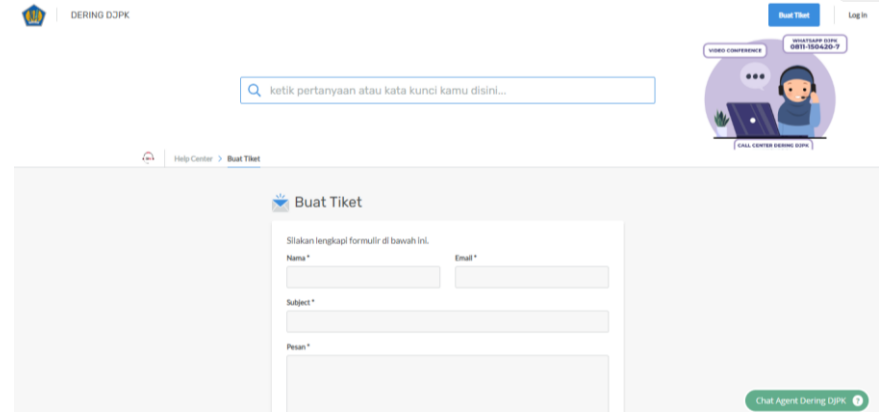 DERING DJPK
Buat Tiket
Log in
WHATSAPP DJPK
0811-150420-7
VIDEO CONFERENCE
ketik pertanyaan atau kata kunci kamu disini...
CALL CENTER DERING DJPK
Help Center > Buat Tiket
Buat Tiket
Silakan lengkapi formulir di bawah ini.
Nama * Email *
Subject *
Pesan *
Chat Agent Dering DJPK ?